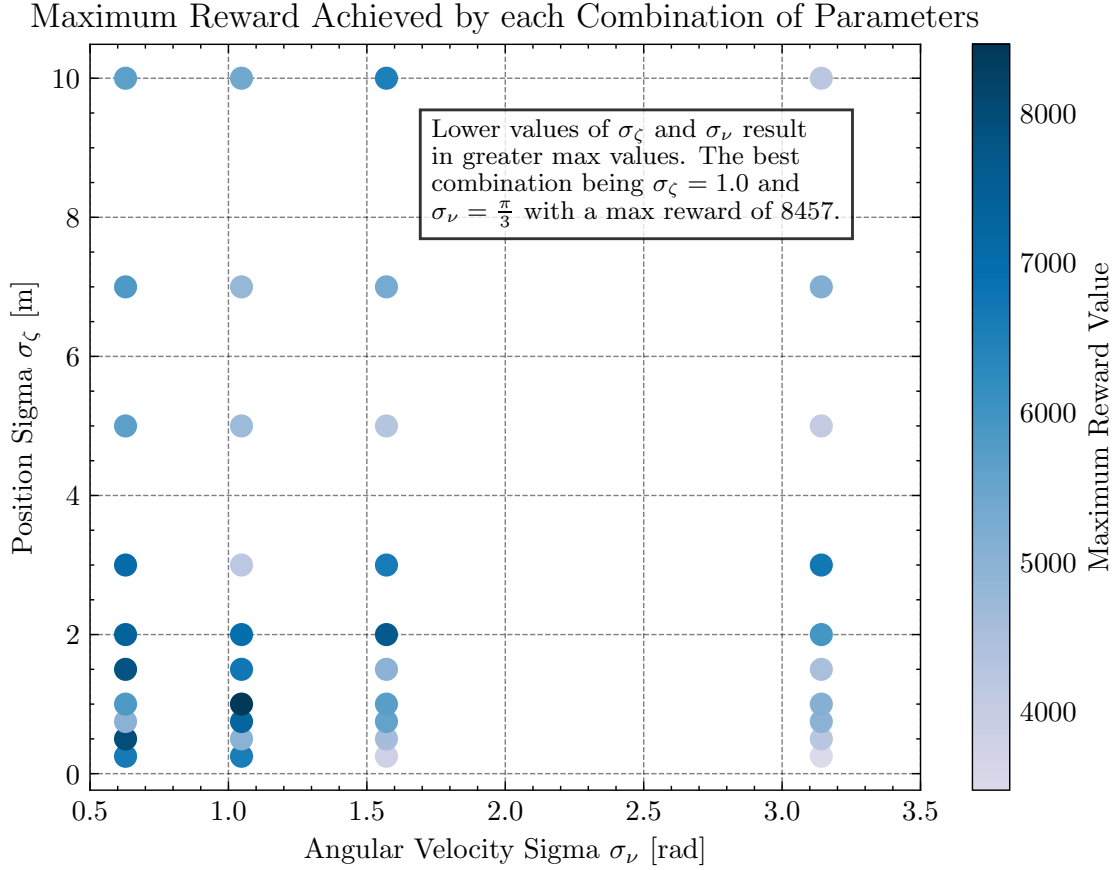 Maximum Reward Achieved by each Combination of Parameters
Lower values of σ_ζ and σ_ν result
in greater max values. The best
combination being σ_ζ = 1.0 and
σ_ν = π/3 with a max reward of 8457.
10
8
6
4
2
0
Position Sigma σ_ζ [m]
0.5
1.0
1.5
2.0
2.5
3.0
3.5
Angular Velocity Sigma σ_ν [rad]
8000
7000
6000
5000
4000
Maximum Reward Value